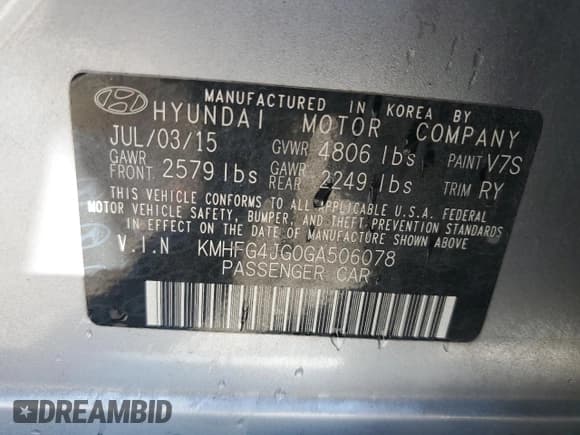 MANUFACTURED IN KOREA BY
HYUNDAI MOTOR COMPANY
JUL/03/15 GVWR 4806 lbs PAINT V7S
GAWR FRONT 2579 lbs GAWR REAR 2249 lbs TRIM RY
THIS VEHICLE CONFORMS TO ALL APPLICABLE U.S.A. FEDERAL
MOTOR VEHICLE SAFETY, BUMPER, AND THEFT PREVENTION STANDARDS
IN EFFECT ON THE DATE OF MANUFACTURE SHOWN ABOVE.
V.I.N KMHFG4JG0GA506078
PASSENGER CAR
DREAMBID